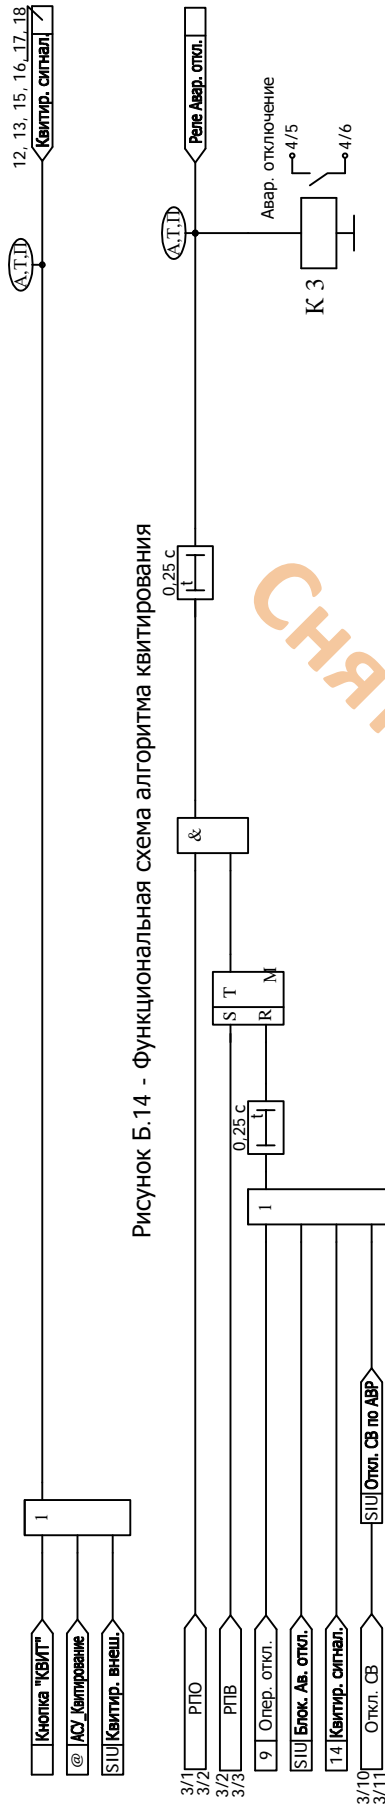 Кнопка "КВИТ"
@ АСУ_Квитирование
SIU Квитир. внеш.
1
А,Т,П
12, 13, 15, 16, 17, 18
Квитир. сигнал.
Рисунок Б.14 - Функциональная схема алгоритма квитирования
3/1
3/2
РПО
3/2
3/3
РПВ
9 Опер. откл.
SIU Блок. Ав. откл.
14 Квитир. сигнал.
3/10
3/11
Откл. СВ
SIU Откл. СВ по АВР
1
0,25 с
t
S T
R
M
&
0,25 с
t
А,Т,П
Реле Авар. откл.
К 3
Авар. отключение
4/5
4/6